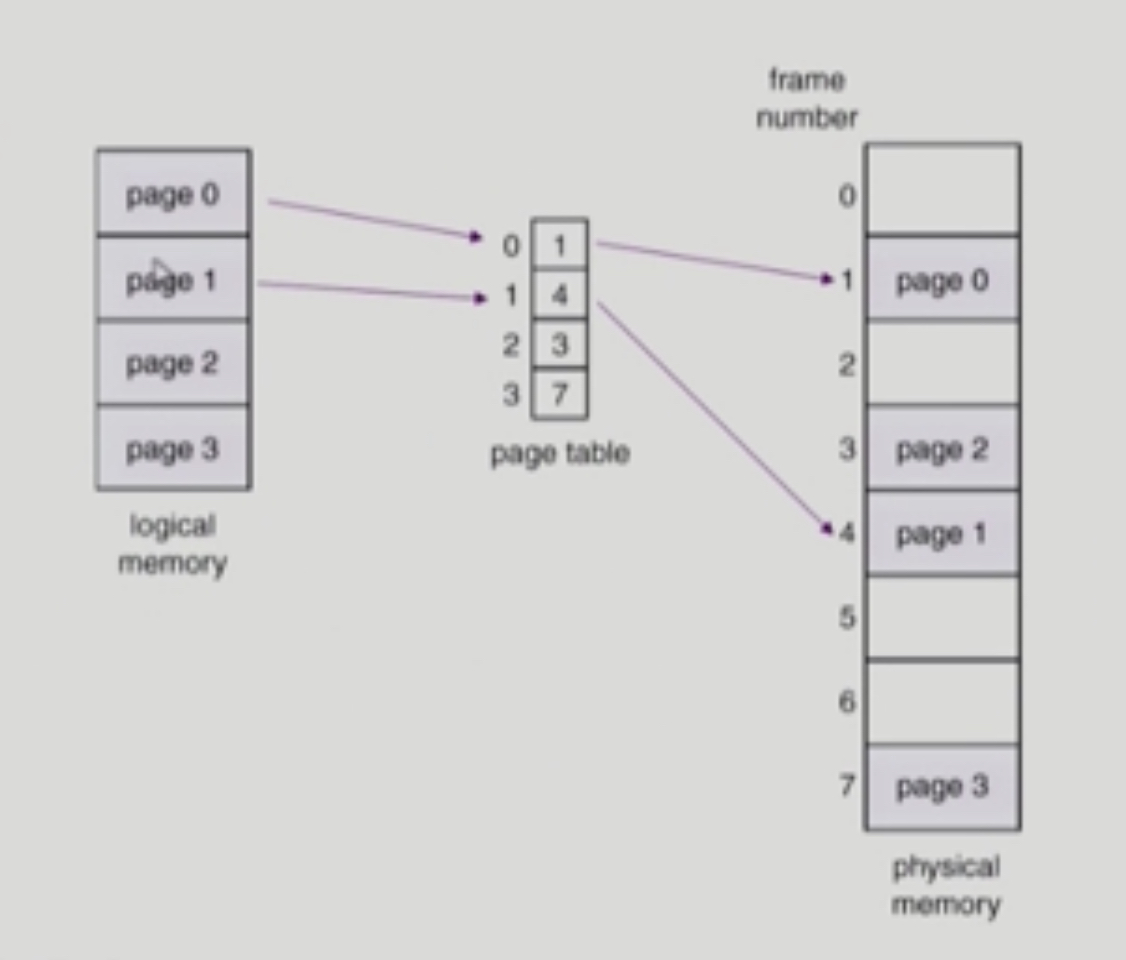 page 0
page 1
page 2
page 3
logical
memory
0 1
1 4
2 3
3 7
page table
frame
number
0
1 page 0
2
3 page 2
4 page 1
5
6
7 page 3
physical
memory